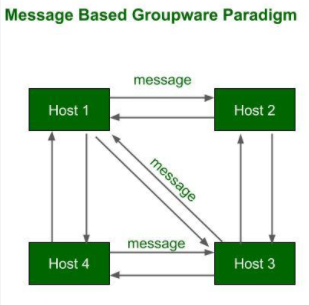 Message Based Groupware Paradigm
message
Host 1
Host 2
message
message
Host 4
Host 3